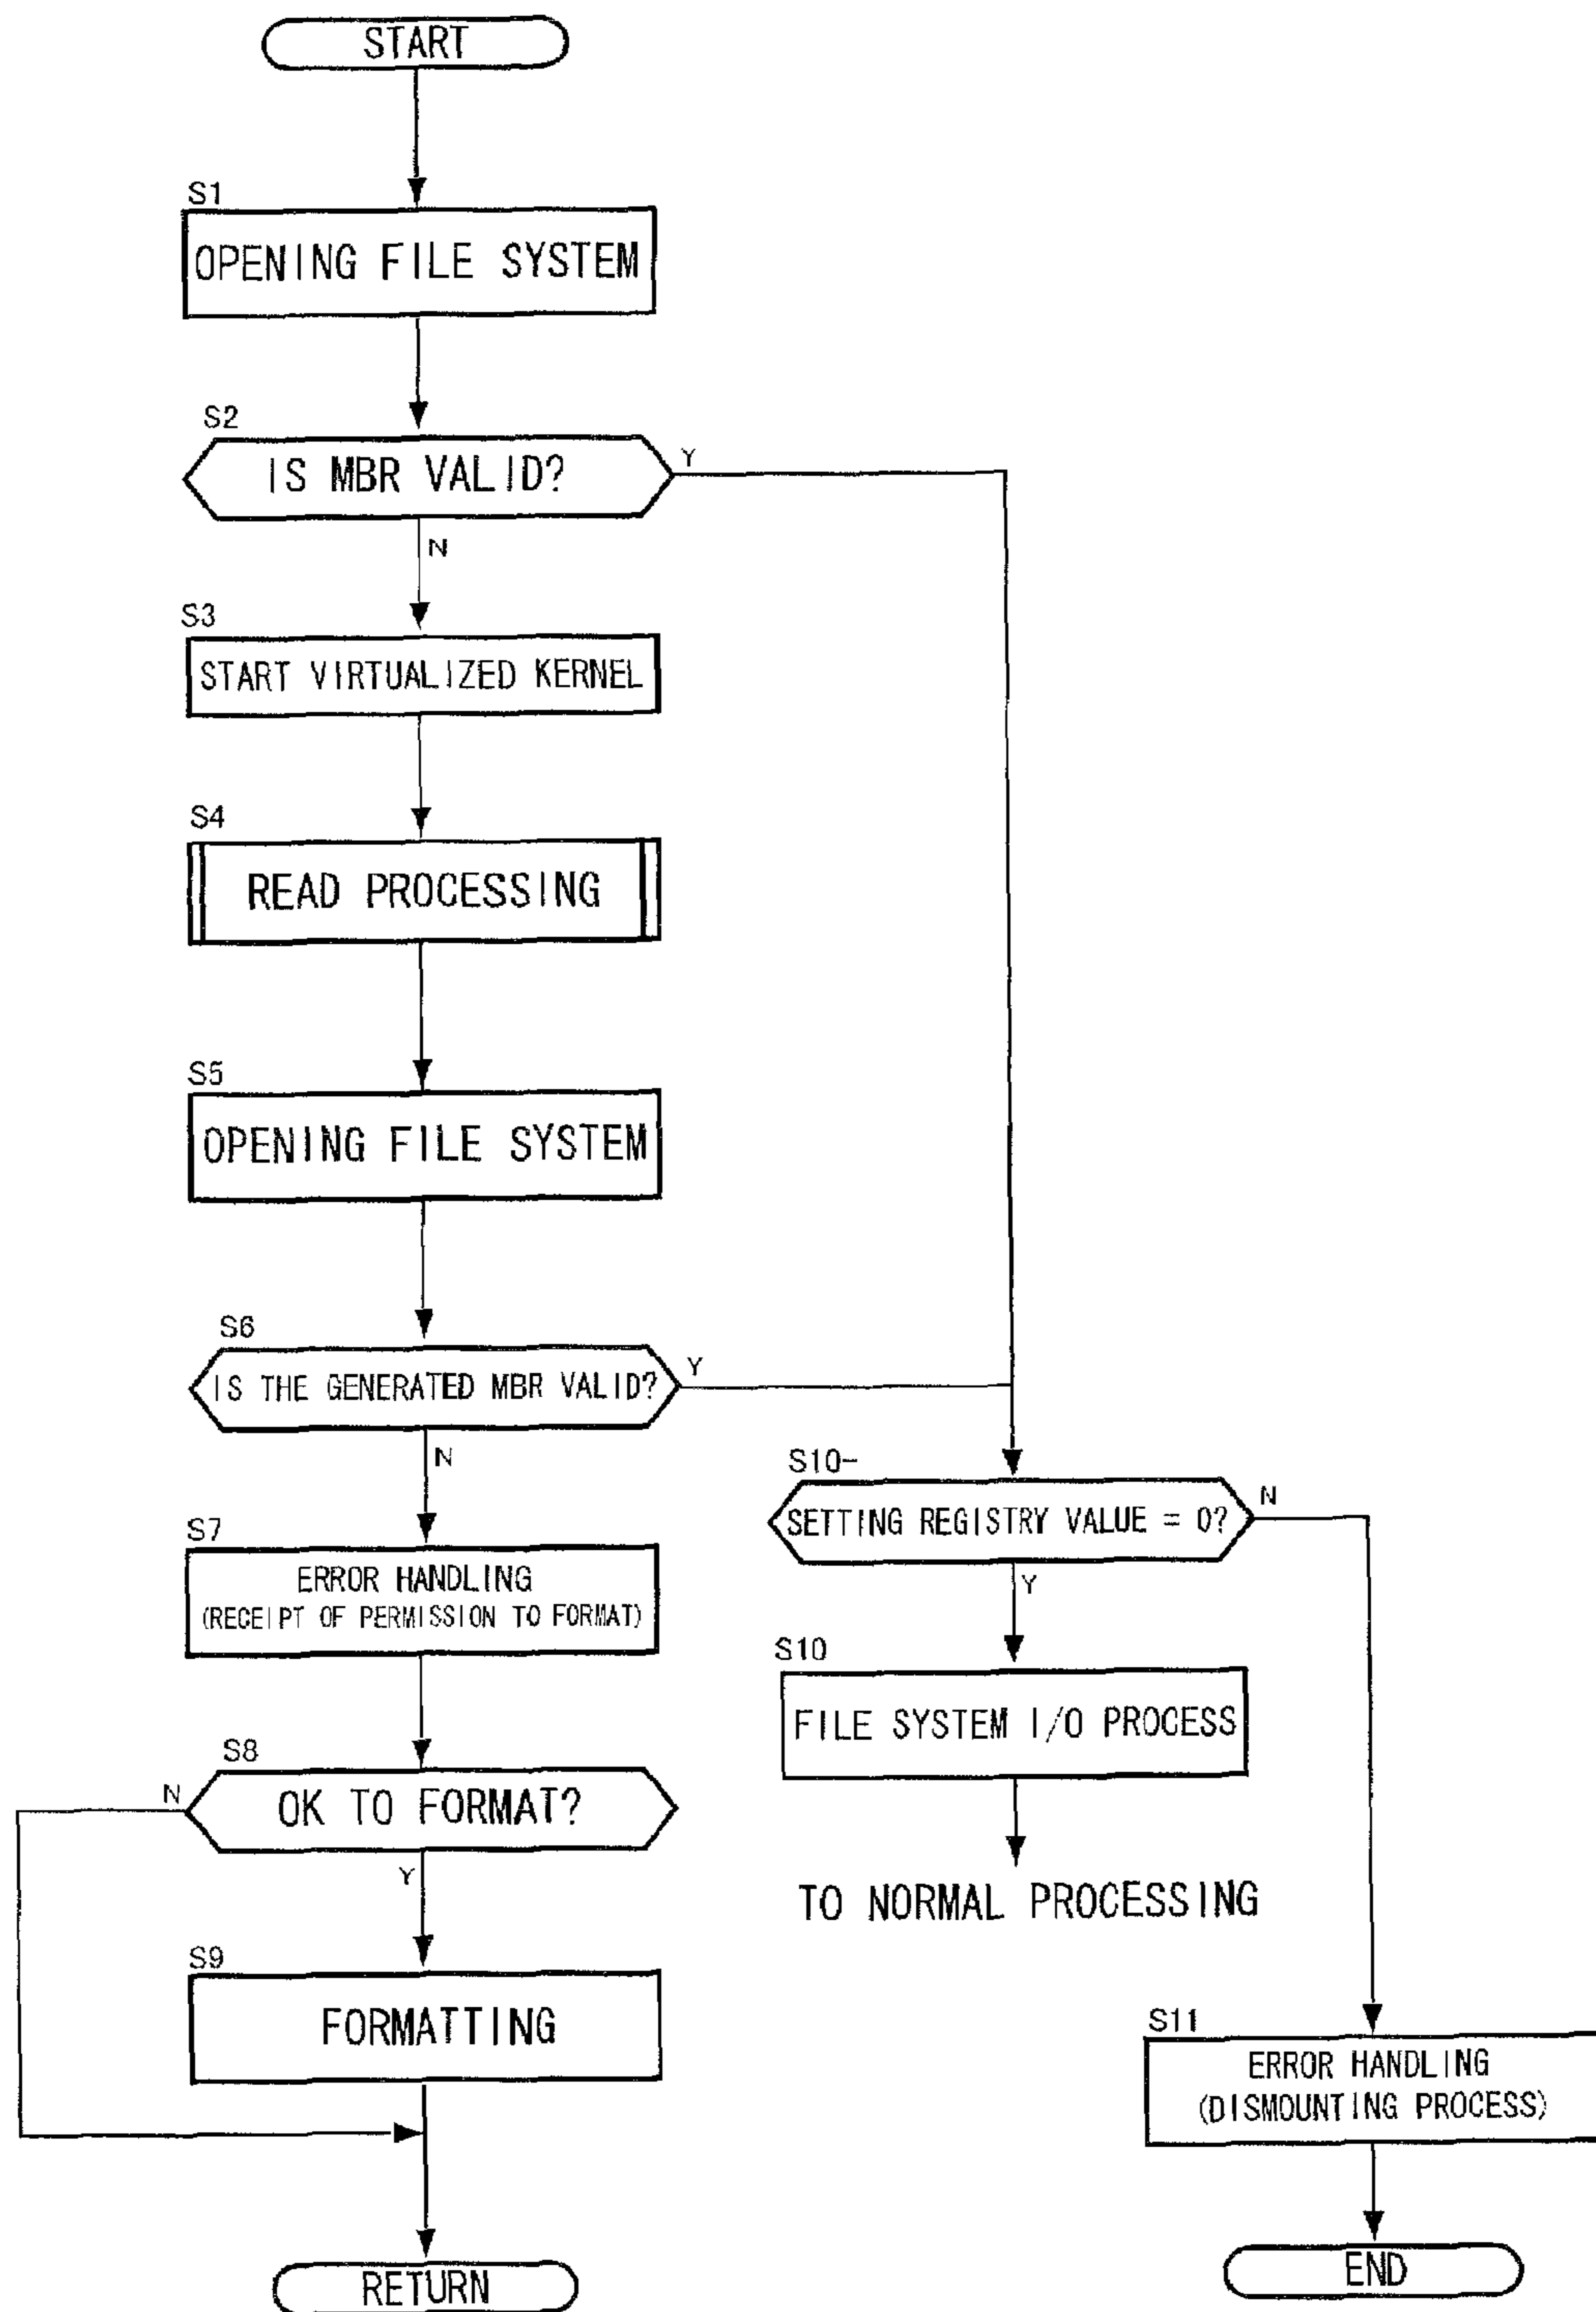 START
S1
OPENING FILE SYSTEM
S2
IS MBR VALID?
Y
N
S3
START VIRTUALIZED KERNEL
S4
READ PROCESSING
S5
OPENING FILE SYSTEM
S6
IS THE GENERATED MBR VALID?
Y
N
S10-
SETTING REGISTRY VALUE = 0?
N
Y
S7
ERROR HANDLING
(RECEIPT OF PERMISSION TO FORMAT)
S10
FILE SYSTEM I/O PROCESS
TO NORMAL PROCESSING
S8
OK TO FORMAT?
N
Y
S9
FORMATTING
S11
ERROR HANDLING
(DISMOUNTING PROCESS)
RETURN
END